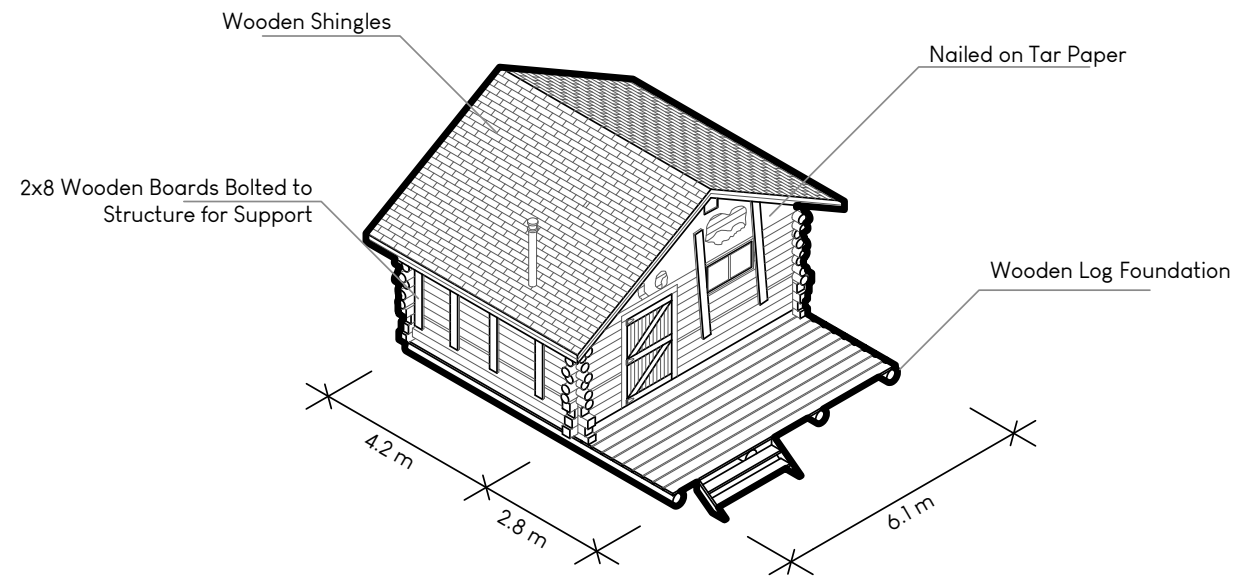 Wooden Shingles
Nailed on Tar Paper
2x8 Wooden Boards Bolted to
Structure for Support
Wooden Log Foundation
4.2 m
2.8 m
6.1 m